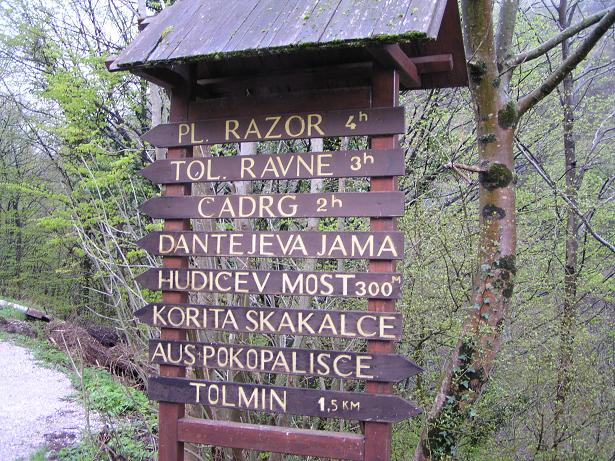 PL. RAZOR 4h
TOL. RAVNE 3h
CADRG 2h
DANTEJEVA JAMA
HUDICEV MOST 300M
KORITA SKAKALCE
AUS POKOPALISCE
TOLMIN 1,5 KM